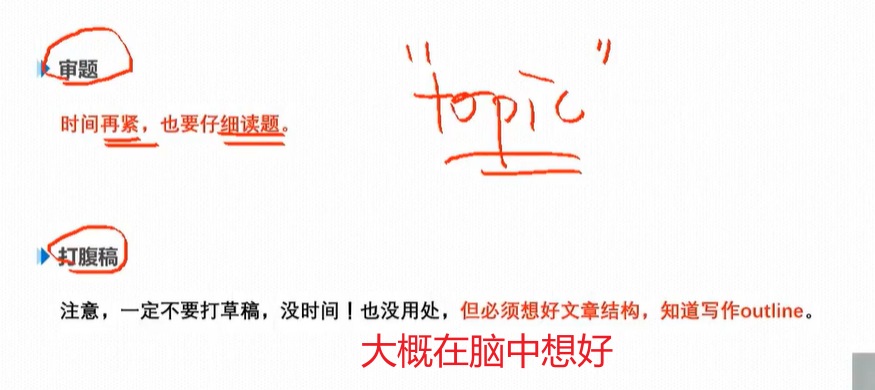 审题
"topic"
时间再紧，也要仔细读题。
打腹稿
注意，一定不要打草稿，没时间！也没用处，但必须想好文章结构，知道写作outline。
大概在脑中想好